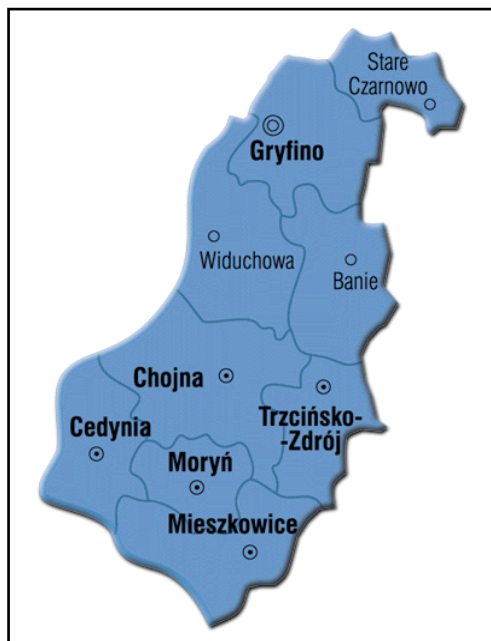 Stare
Czarnowo
Gryfino
Widuchowa
Banie
Chojna
Trzcińsko-
-Zdrój
Cedynia
Moryń
Mieszkowice